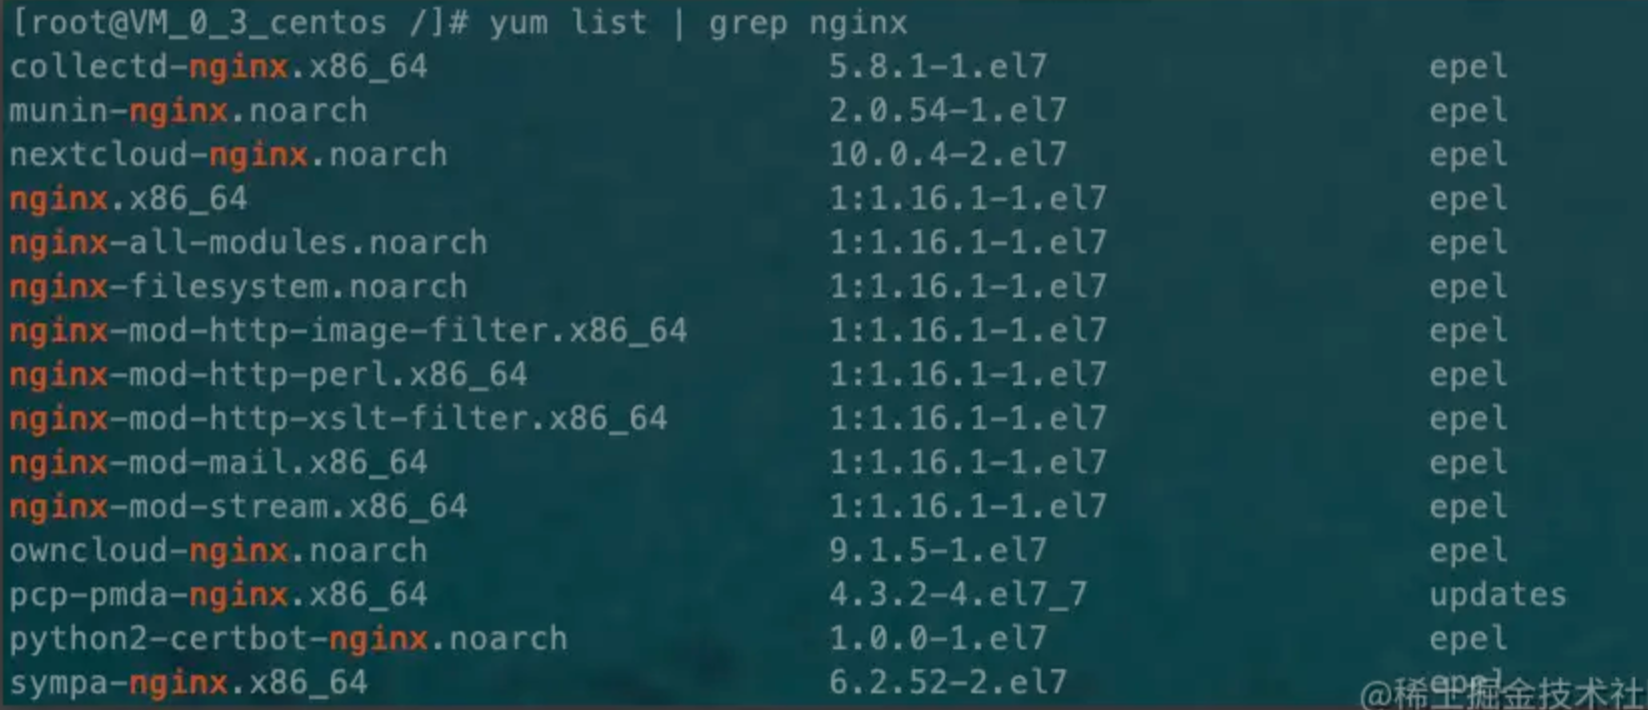 [root@VM_0_3_centos /]# yum list | grep nginx
collectd-nginx.x86_64 5.8.1-1.el7 epel
munin-nginx.noarch 2.0.54-1.el7 epel
nextcloud-nginx.noarch 10.0.4-2.el7 epel
nginx.x86_64 1:1.16.1-1.el7 epel
nginx-all-modules.noarch 1:1.16.1-1.el7 epel
nginx-filesystem.noarch 1:1.16.1-1.el7 epel
nginx-mod-http-image-filter.x86_64 1:1.16.1-1.el7 epel
nginx-mod-http-perl.x86_64 1:1.16.1-1.el7 epel
nginx-mod-http-xslt-filter.x86_64 1:1.16.1-1.el7 epel
nginx-mod-mail.x86_64 1:1.16.1-1.el7 epel
nginx-mod-stream.x86_64 1:1.16.1-1.el7 epel
owncloud-nginx.noarch 9.1.5-1.el7 epel
pcp-pmda-nginx.x86_64 4.3.2-4.el7_7 updates
python2-certbot-nginx.noarch 1.0.0-1.el7 epel
sympa-nginx.x86_64 6.2.52-2.el7 epel
@稀土掘金技术社